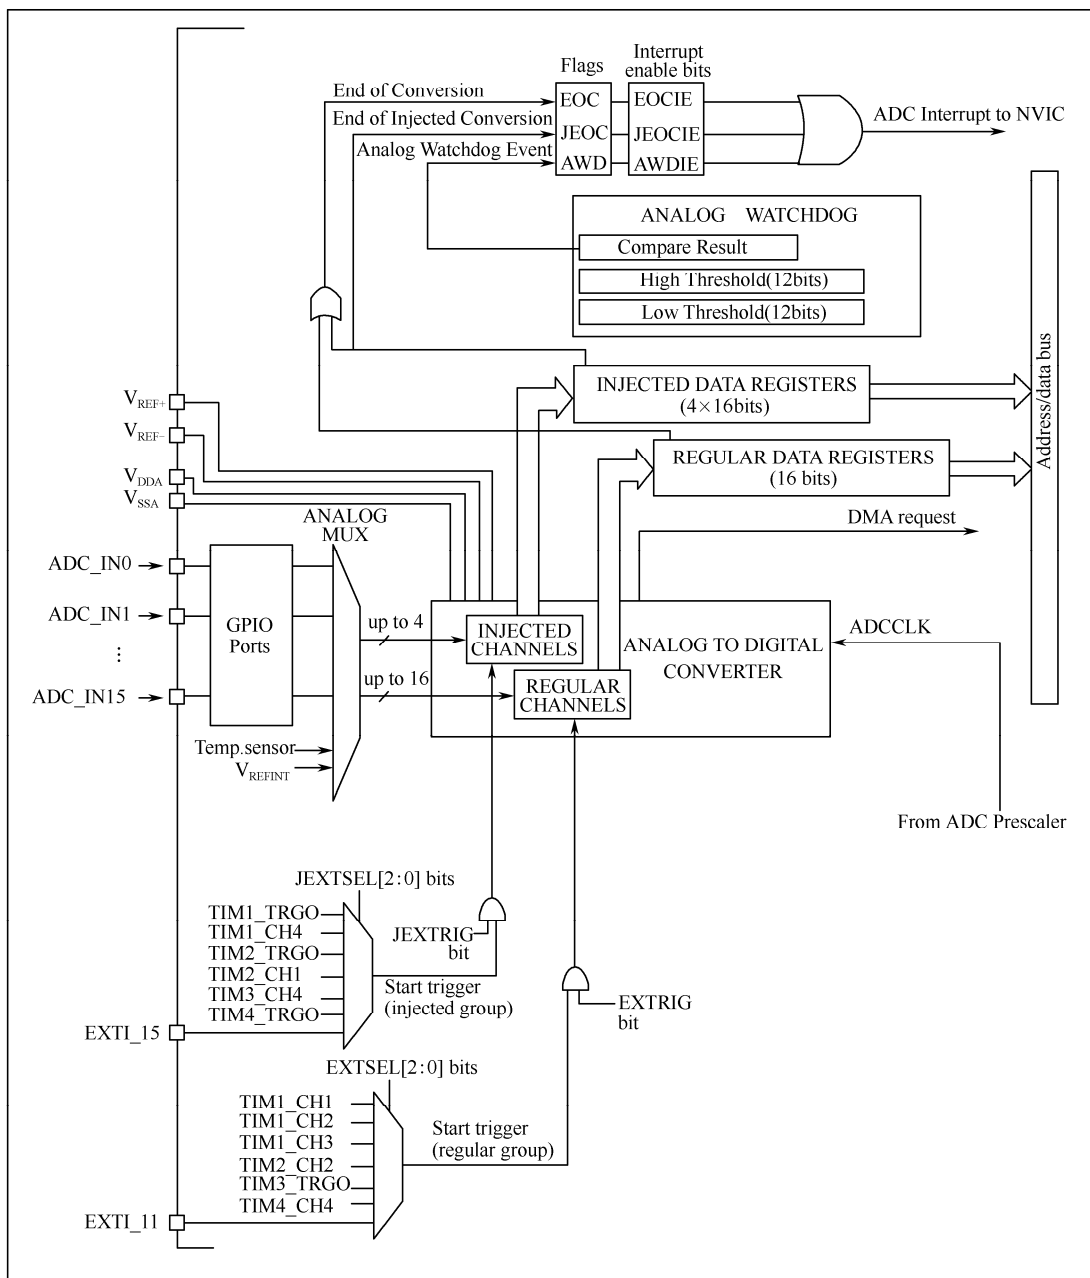 Flags
Interrupt
enable bits
End of Conversion
EOC
EOCIE
End of Injected Conversion
JEOC
JEOCIE
Analog Watchdog Event
AWD
AWDIE
ADC Interrupt to NVIC
ANALOG WATCHDOG
Compare Result
High Threshold(12bits)
Low Threshold(12bits)
Address/data bus
INJECTED DATA REGISTERS
(4×16bits)
REGULAR DATA REGISTERS
(16 bits)
DMA request
VREF+
VREF−
VDDA
VSSA
ANALOG
MUX
ADC_IN0
ADC_IN1
⋮
ADC_IN15
GPIO
Ports
up to 4
up to 16
INJECTED
CHANNELS
REGULAR
CHANNELS
ANALOG TO DIGITAL
CONVERTER
ADCCLK
Temp.sensor
VREFINT
From ADC Prescaler
JEXTSEL[2:0] bits
TIM1_TRGO
TIM1_CH4
TIM2_TRGO
TIM2_CH1
TIM3_CH4
TIM4_TRGO
EXTI_15
JEXTRIG
bit
Start trigger
(injected group)
EXTRIG
bit
EXTSEL[2:0] bits
TIM1_CH1
TIM1_CH2
TIM1_CH3
TIM2_CH2
TIM3_TRGO
TIM4_CH4
EXTI_11
Start trigger
(regular group)